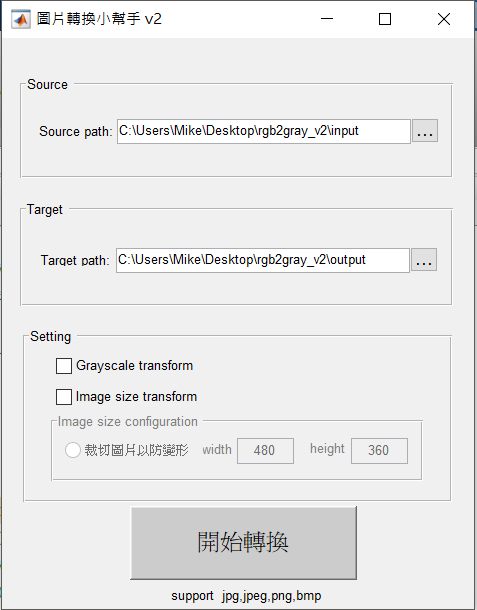 圖片轉換小幫手 v2
Source
Source path: C:\Users\Mike\Desktop\rgb2gray_v2\input ...
Target
Target path: C:\Users\Mike\Desktop\rgb2gray_v2\output ...
Setting
Grayscale transform
Image size transform
Image size configuration
裁切圖片以防變形 width 480 height 360
開始轉換
support jpg,jpeg,png,bmp